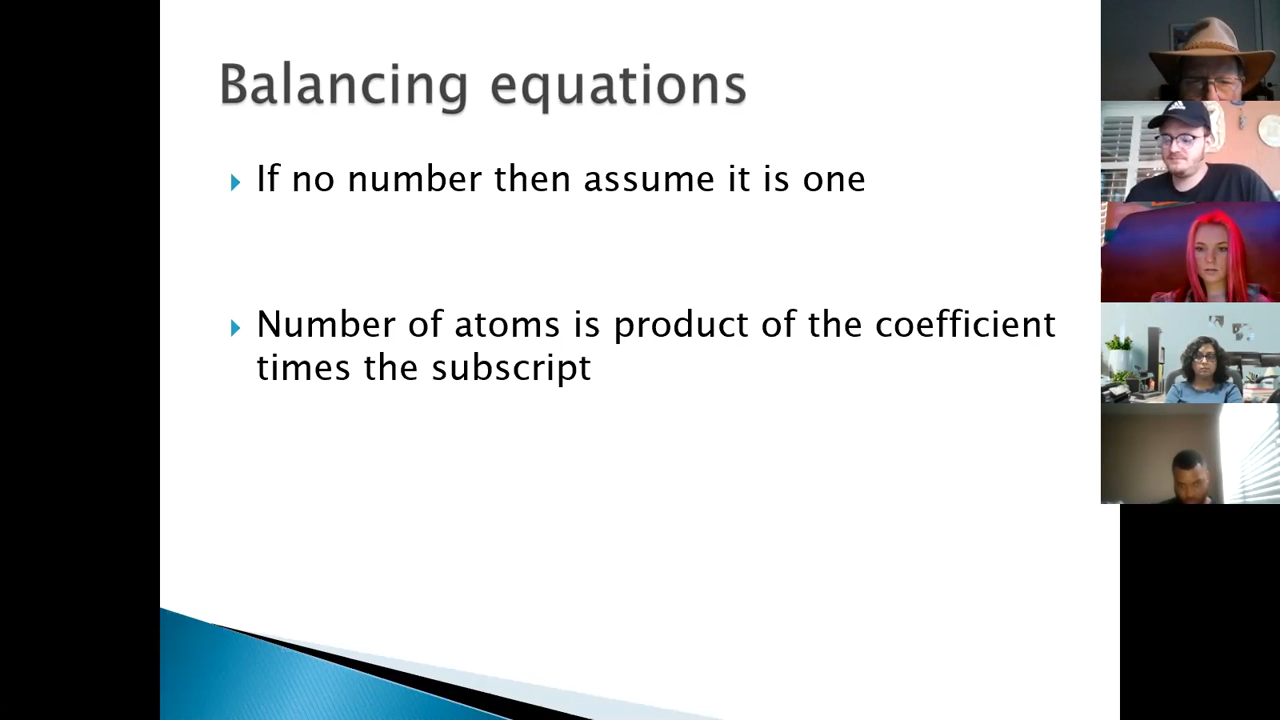 Balancing equations
If no number then assume it is one
Number of atoms is product of the coefficient
times the subscript